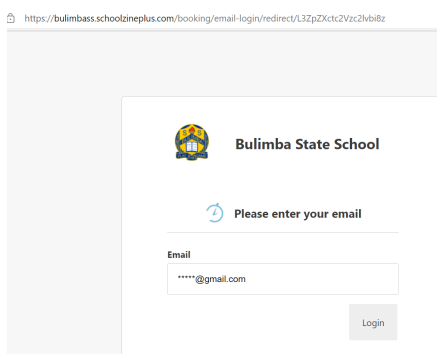 https://bulimbass.schoolzineplus.com/booking/email-login/redirect/L3ZpZXctc2Vzc2lvbi8z
Bulimba State School
Please enter your email
Email
*****@gmail.com
Login